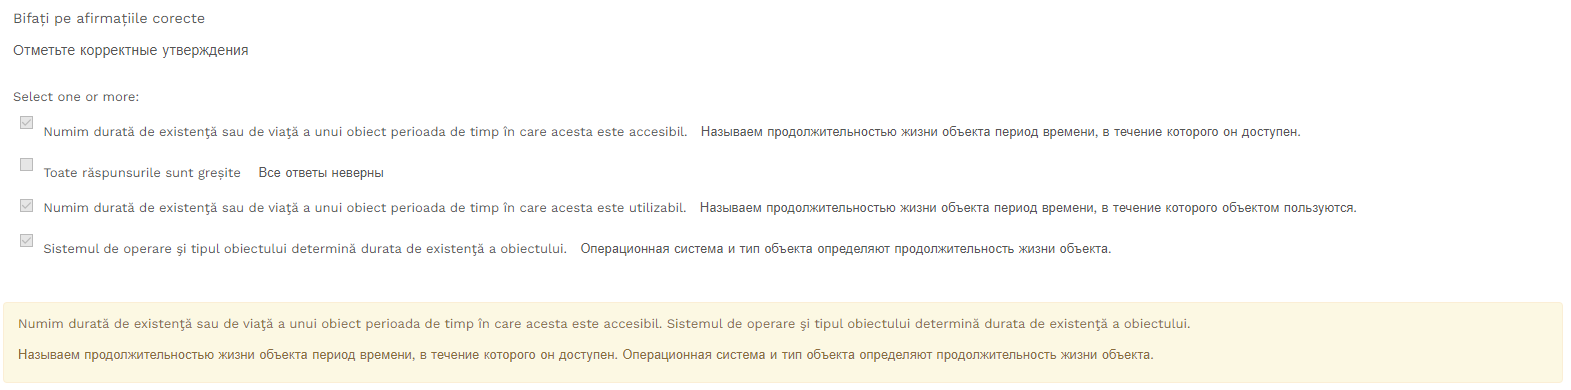 Bifați pe afirmațiile corecte
Отметьте корректные утверждения
Select one or more:
Numim durată de existenţă sau de viaţă a unui obiect perioada de timp în care acesta este accesibil. Называем продолжительностью жизни объекта период времени, в течение которого он доступен.
Toate răspunsurile sunt greșite Все ответы неверны
Numim durată de existenţă sau de viaţă a unui obiect perioada de timp în care acesta este utilizabil. Называем продолжительностью жизни объекта период времени, в течение которого объектом пользуются.
Sistemul de operare şi tipul obiectului determină durata de existenţă a obiectului. Операционная система и тип объекта определяют продолжительность жизни объекта.
Numim durată de existenţă sau de viaţă a unui obiect perioada de timp în care acesta este accesibil. Sistemul de operare şi tipul obiectului determină durata de existenţă a obiectului.
Называем продолжительностью жизни объекта период времени, в течение которого он доступен. Операционная система и тип объекта определяют продолжительность жизни объекта.